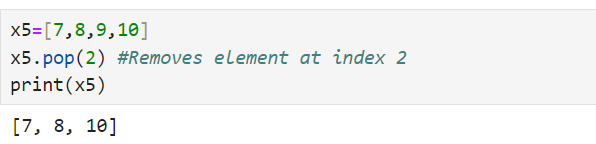 x5=[7,8,9,10]
x5.pop(2) #Removes element at index 2
print(x5)
[7, 8, 10]